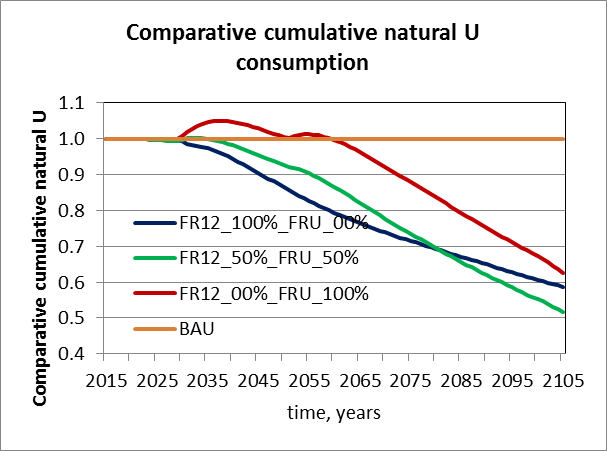 Comparative cumulative natural U
consumption
Comparative cumulative natural U
1.1
1.0
0.9
0.8
0.7
0.6
0.5
0.4
FR12_100%_FRU_00%
FR12_50%_FRU_50%
FR12_00%_FRU_100%
BAU
2015 2025 2035 2045 2055 2065 2075 2085 2095 2105
time, years